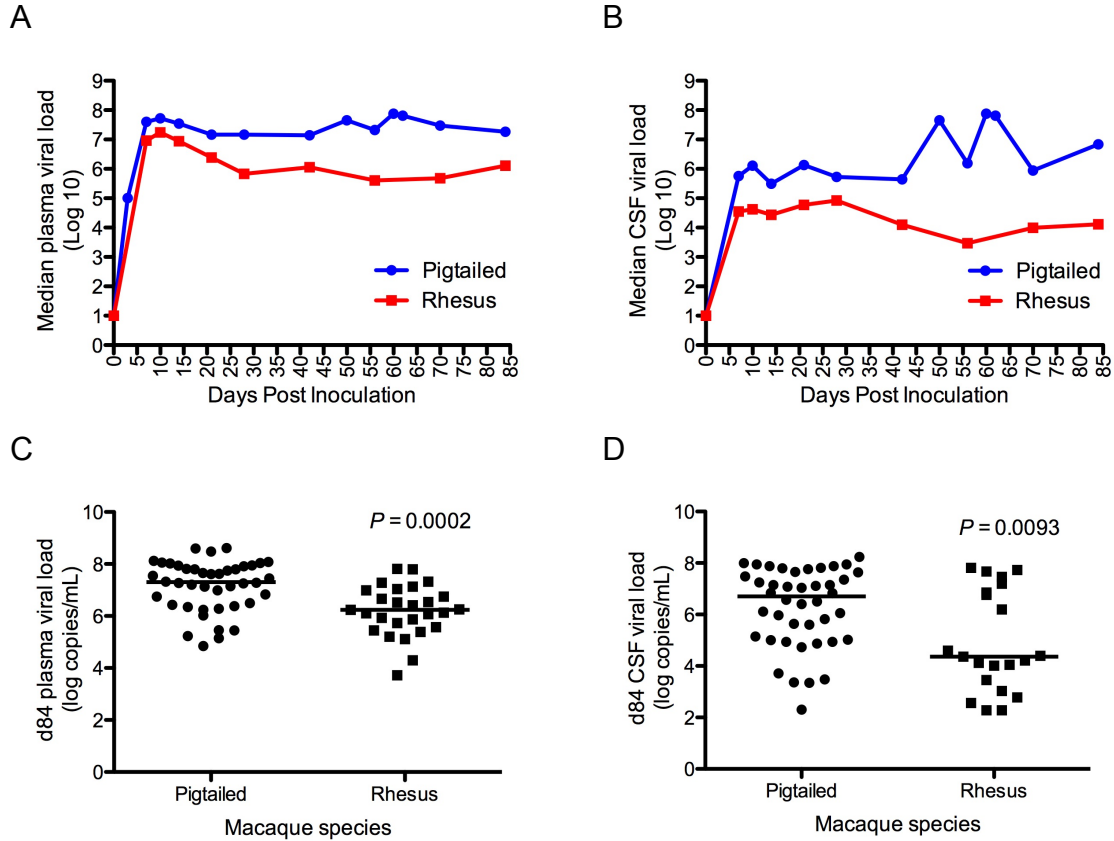 A
Median plasma viral load
(Log 10)
9
8
7
6
5
4
3
2
1
0
0 5 10 15 20 25 30 35 40 45 50 55 60 65 70 75 80 85
Days Post Inoculation
Pigtailed
Rhesus
B
Median CSF viral load
(Log 10)
9
8
7
6
5
4
3
2
1
0
0 5 10 15 20 25 30 35 40 45 50 55 60 65 70 75 80 85
Days Post Inoculation
Pigtailed
Rhesus
C
d84 plasma viral load
(log copies/mL)
10
8
6
4
2
0
P = 0.0002
Pigtailed Rhesus
Macaque species
D
d84 CSF viral load
(log copies/mL)
10
8
6
4
2
0
P = 0.0093
Pigtailed Rhesus
Macaque species